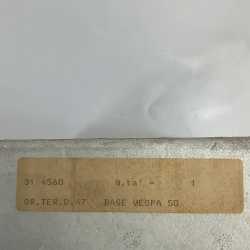 31 4560 Q.ta' = 1
GR.TER.D.47 BASE VESPA 50